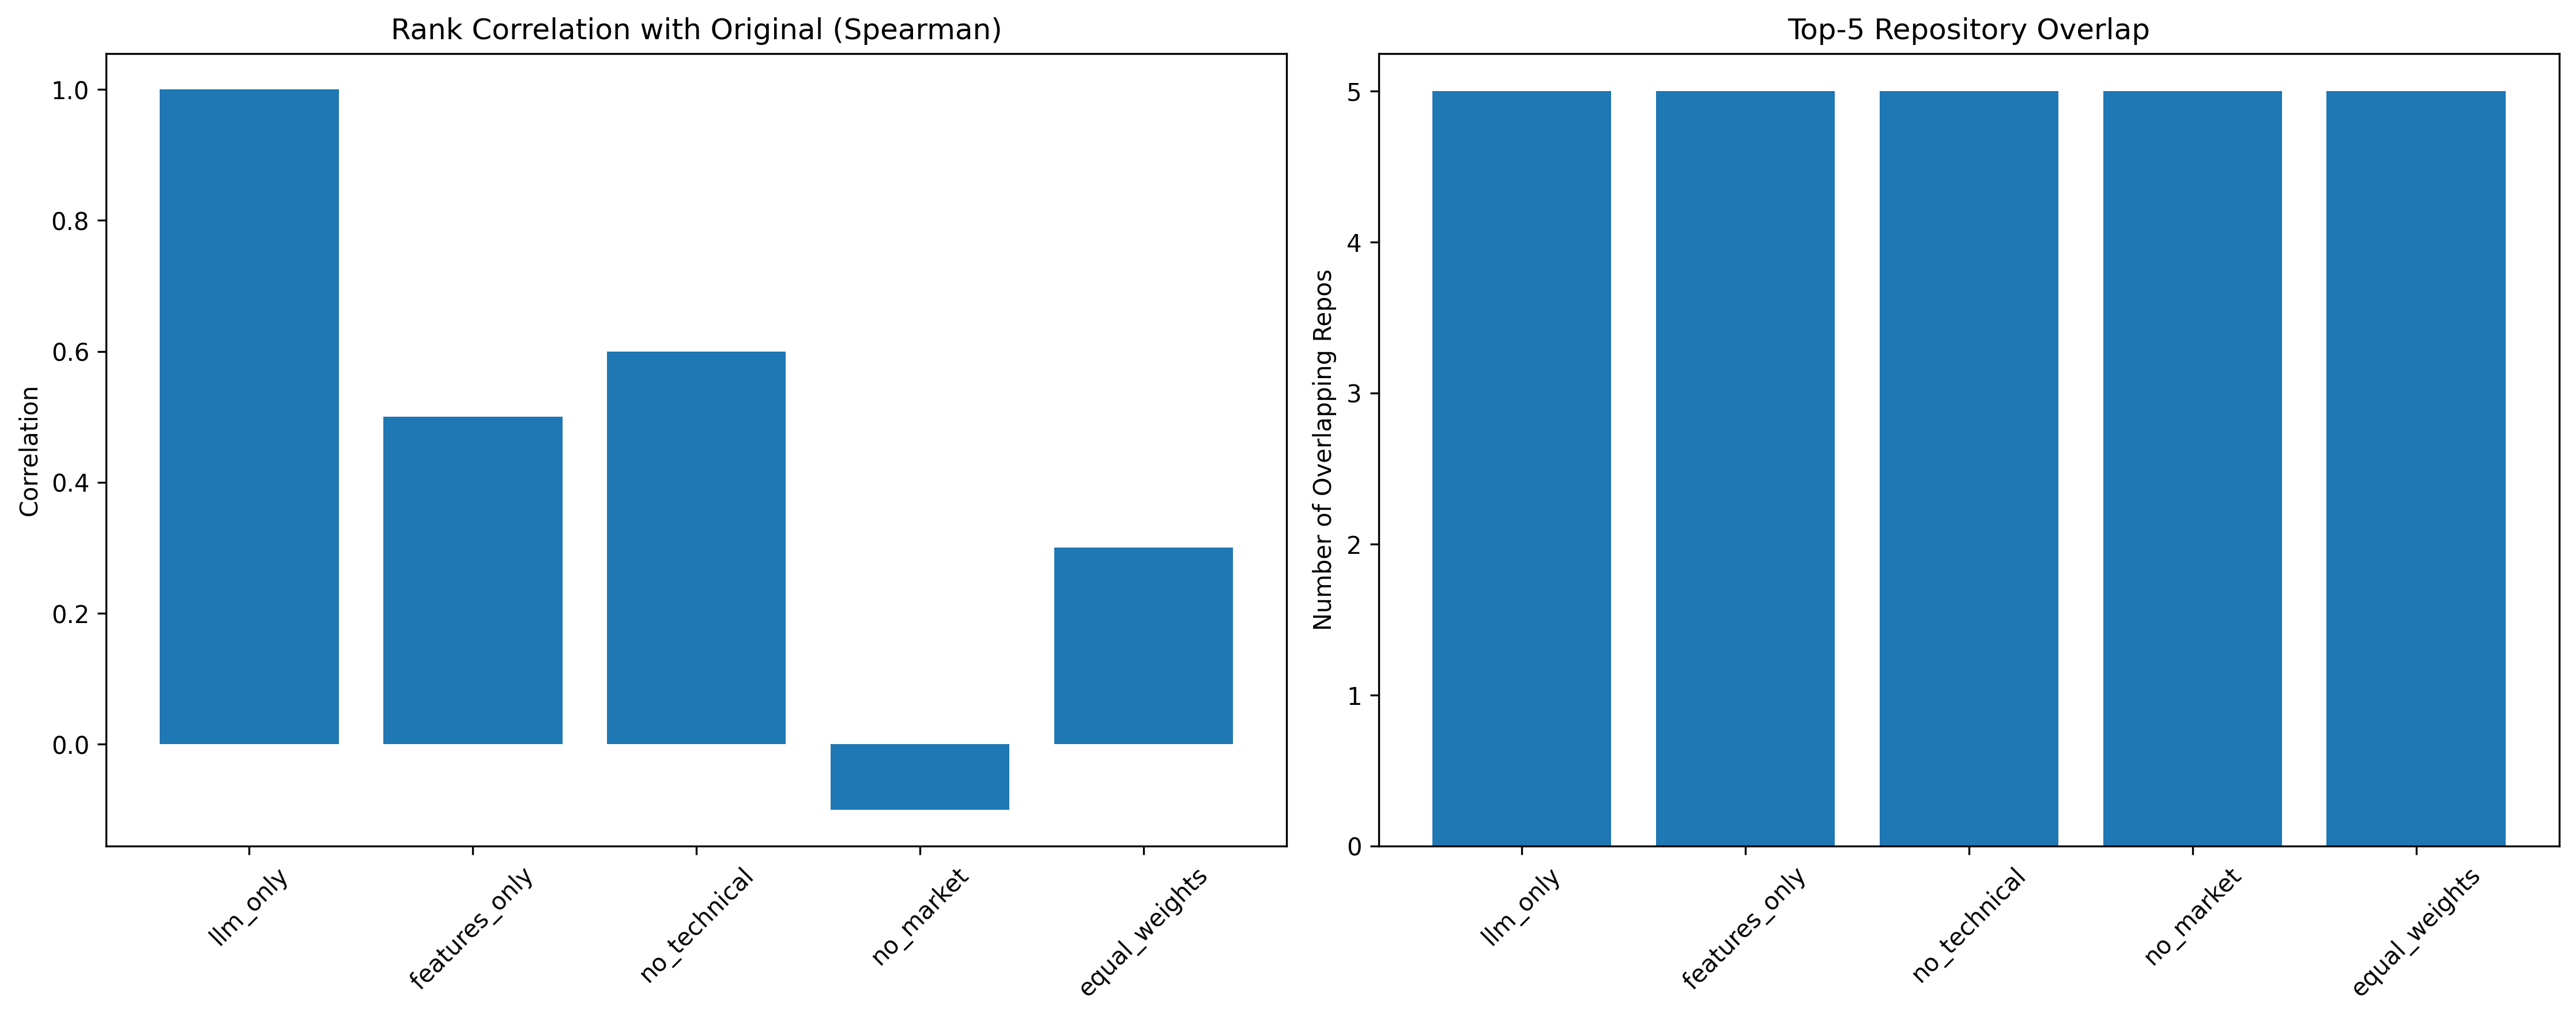 Rank Correlation with Original (Spearman)
Correlation
1.0
0.8
0.6
0.4
0.2
0.0
llm_only
features_only
no_technical
no_market
equal_weights
Top-5 Repository Overlap
Number of Overlapping Repos
5
4
3
2
1
0
llm_only
features_only
no_technical
no_market
equal_weights